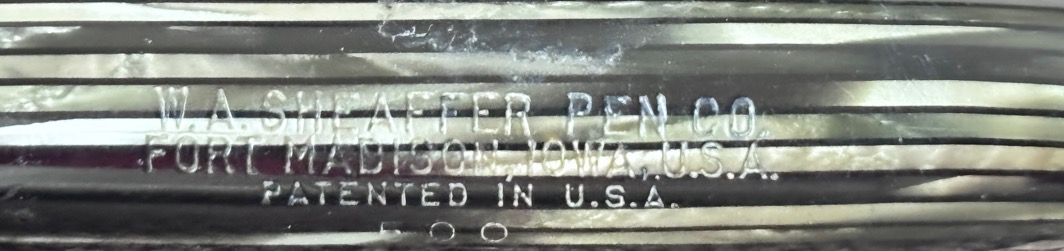 W.A. SHEAFFER PEN CO.
FORT MADISON, IOWA, U.S.A.
PATENTED IN U.S.A.
500